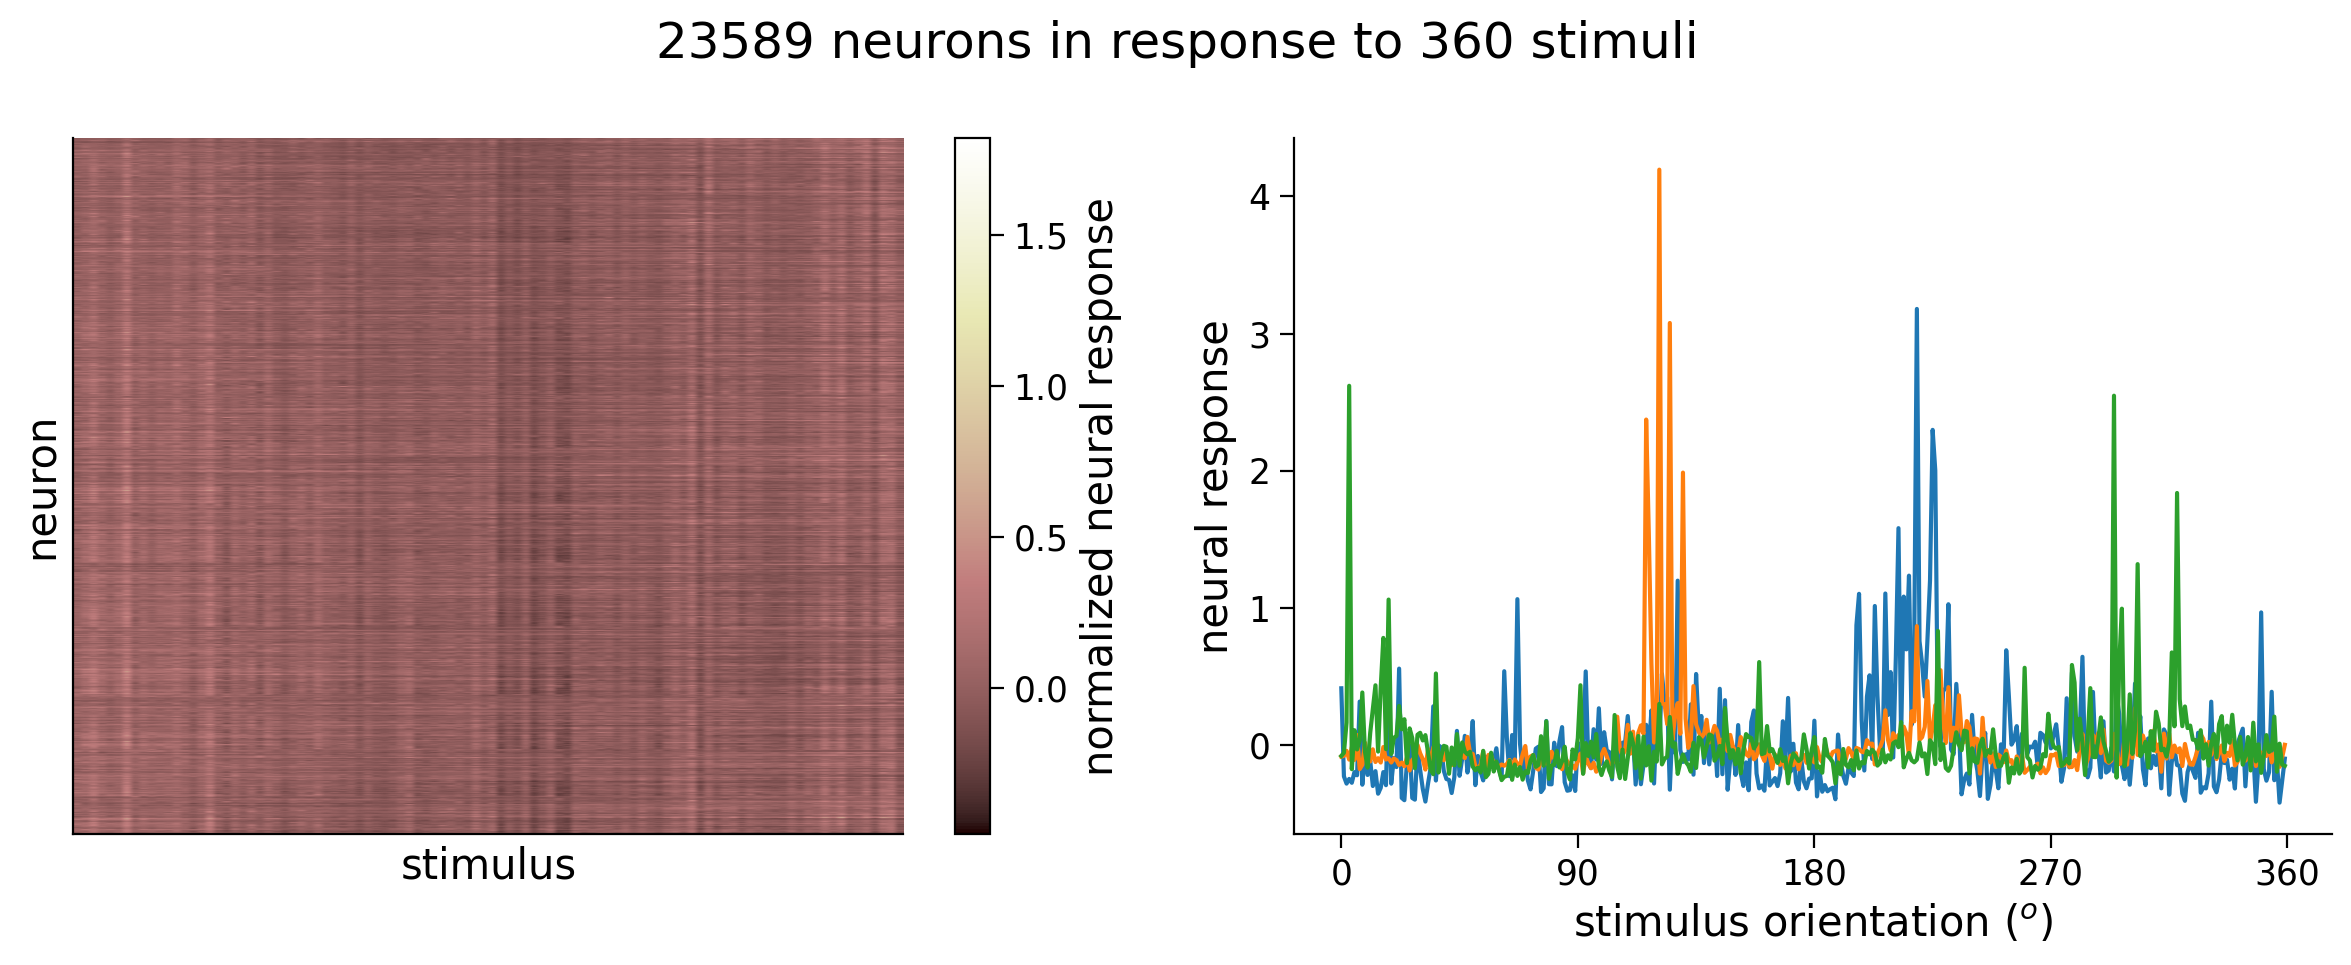 23589 neurons in response to 360 stimuli
neuron
stimulus
1.5
1.0
0.5
0.0
normalized neural response
neural response
4
3
2
1
0
0 90 180 270 360
stimulus orientation (o)